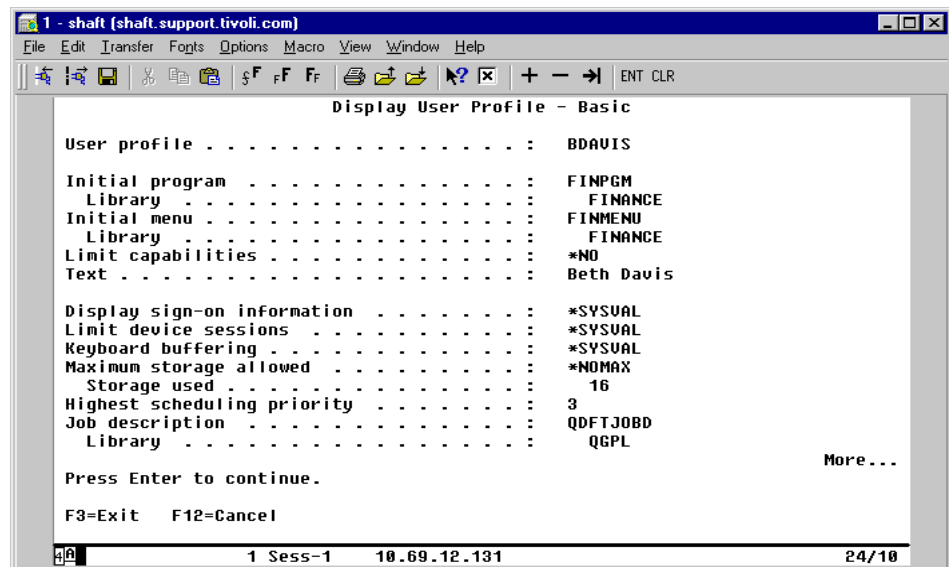 1 - shaft (shaft.support.tivoli.com)
File Edit Transfer Fonts Options Macro View Window Help
ENT CLR
Display User Profile - Basic
User profile . . . . . . . . . . . . . . . : BDAVIS
Initial program . . . . . . . . . . . . . : FINPGM
Library . . . . . . . . . . . . . . . . : FINANCE
Initial menu . . . . . . . . . . . . . . . : FINMENU
Library . . . . . . . . . . . . . . . . : FINANCE
Limit capabilities . . . . . . . . . . . . : *NO
Text . . . . . . . . . . . . . . . . . . . : Beth Davis
Display sign-on information . . . . . . . : *SYSVAL
Limit device sessions . . . . . . . . . . : *SYSVAL
Keyboard buffering . . . . . . . . . . . . : *SYSVAL
Maximum storage allowed . . . . . . . . . : *NOMAX
Storage used . . . . . . . . . . . . . . : 16
Highest scheduling priority . . . . . . . : 3
Job description . . . . . . . . . . . . . : QDFTJOBD
Library . . . . . . . . . . . . . . . . : QGPL
More...
Press Enter to continue.
F3=Exit F12=Cancel
4A 1 Sess-1 10.69.12.131 24/10